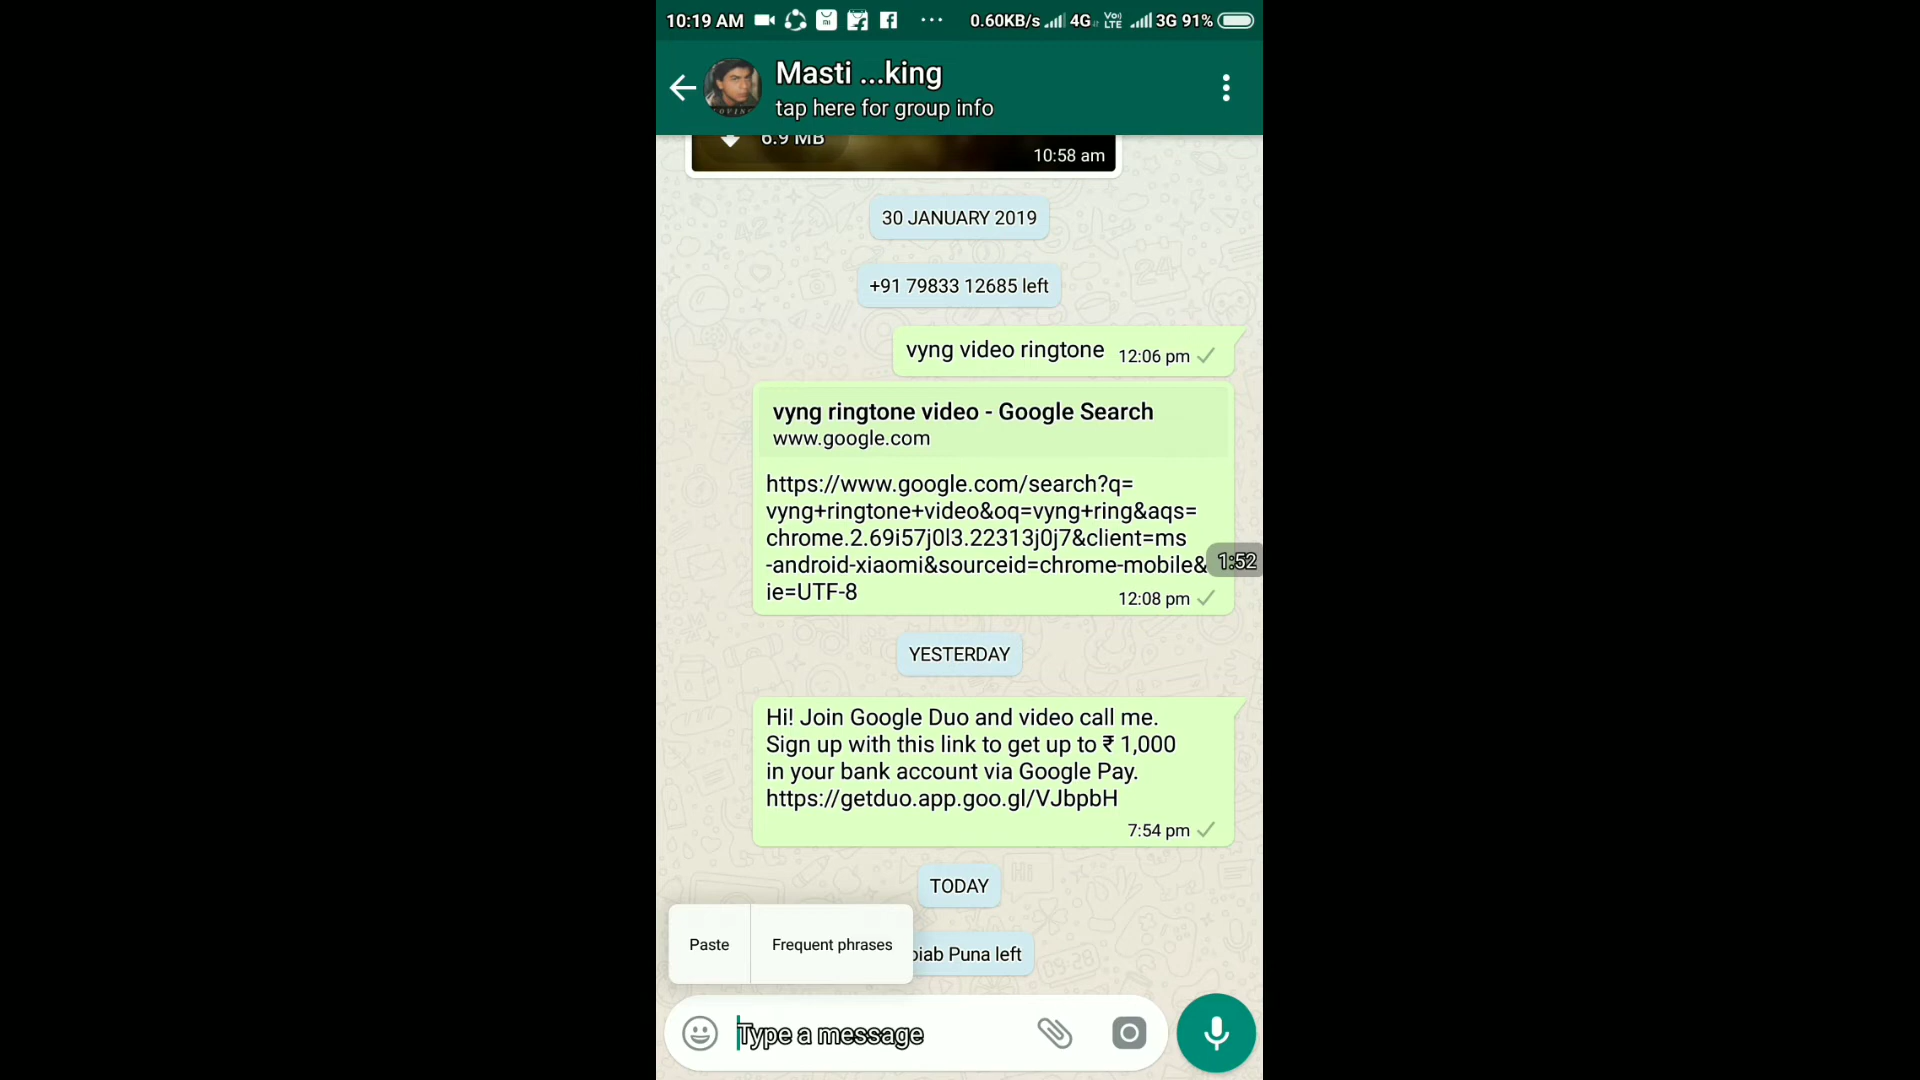 10:19 AM ... 0.60KB/s 4G VoLTE 3G 91%
Masti ...king
tap here for group info
6.9 MB
10:58 am
30 JANUARY 2019
+91 79833 12685 left
vyng video ringtone 12:06 pm
vyng ringtone video - Google Search
www.google.com
https://www.google.com/search?q=
vyng+ringtone+video&oq=vyng+ring&aqs=
chrome.2.69i57j0l3.22313j0j7&client=ms
-android-xiaomi&sourceid=chrome-mobile&
1:52
ie=UTF-8
12:08 pm
YESTERDAY
Hi! Join Google Duo and video call me.
Sign up with this link to get up to ₹ 1,000
in your bank account via Google Pay.
https://getduo.app.goo.gl/VJbpbH
7:54 pm
TODAY
Paste Frequent phrases
Puna left
Type a message